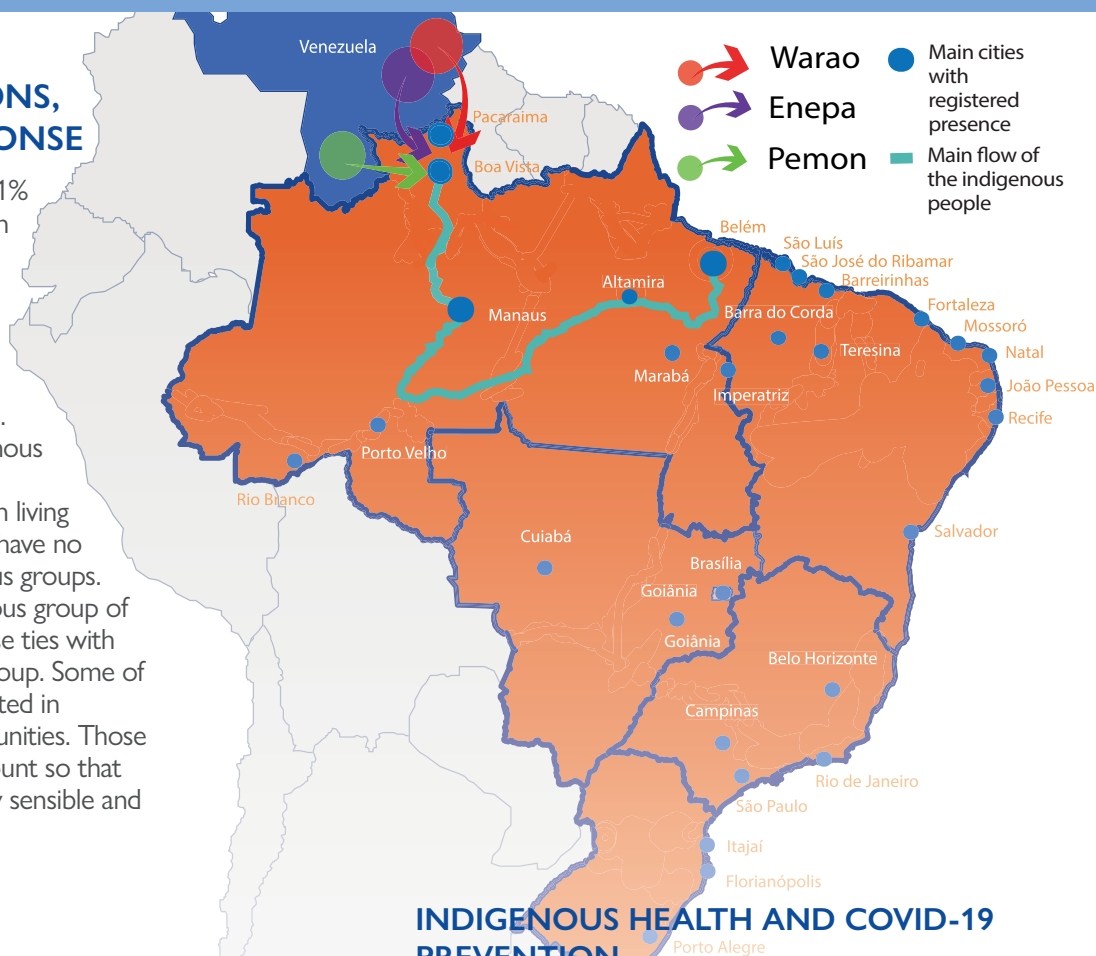 ONS,
ONSE
1%
n
.
nous
n living
have no
us groups.
ous group of
se ties with
roup. Some of
ted in
unities. Those
ount so that
y sensible and
Venezuela
Warao
Enepa
Pemon
Main cities
with
registered
presence
Main flow of
the indigenous
people
Pacaraima
Boa Vista
Belém
São Luís
São José do Ribamar
Barreirinhas
Altamira
Fortaleza
Manaus
Barra do Corda
Mossoró
Teresina
Natal
Marabá
João Pessoa
Imperatriz
Recife
Porto Velho
Rio Branco
Salvador
Cuiabá
Brasília
Goiânia
Goiânia
Belo Horizonte
Campinas
Rio de Janeiro
São Paulo
Itajaí
Florianópolis
Porto Alegre
INDIGENOUS HEALTH AND COVID-19
PREVENTION